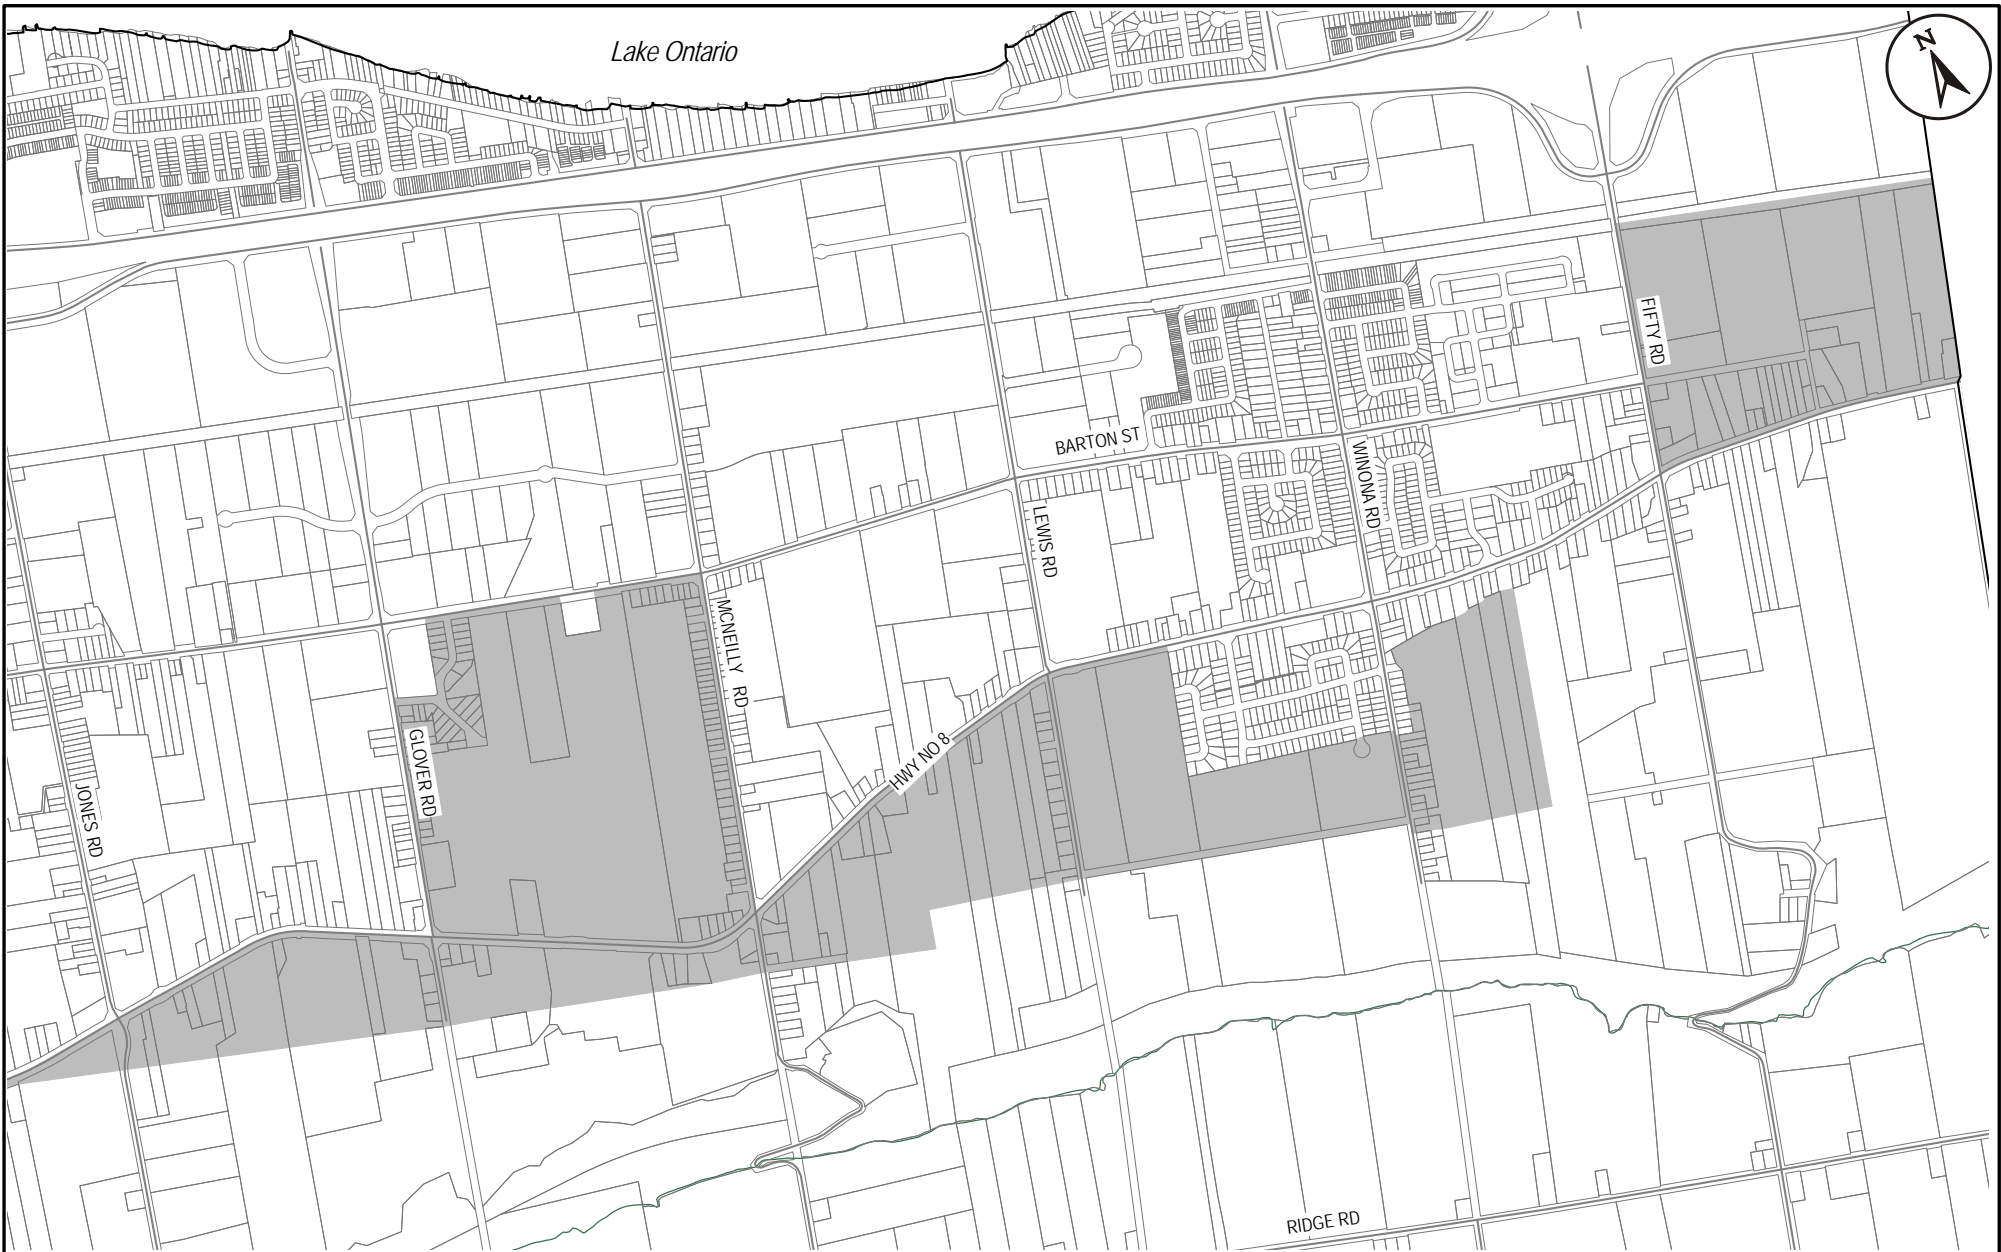 Lake Ontario
N
FIFTY RD
BARTON ST
WINONA RD
LEWIS RD
MCNEILLY RD
GLOVER RD
HWY NO 8
JONES RD
RIDGE RD